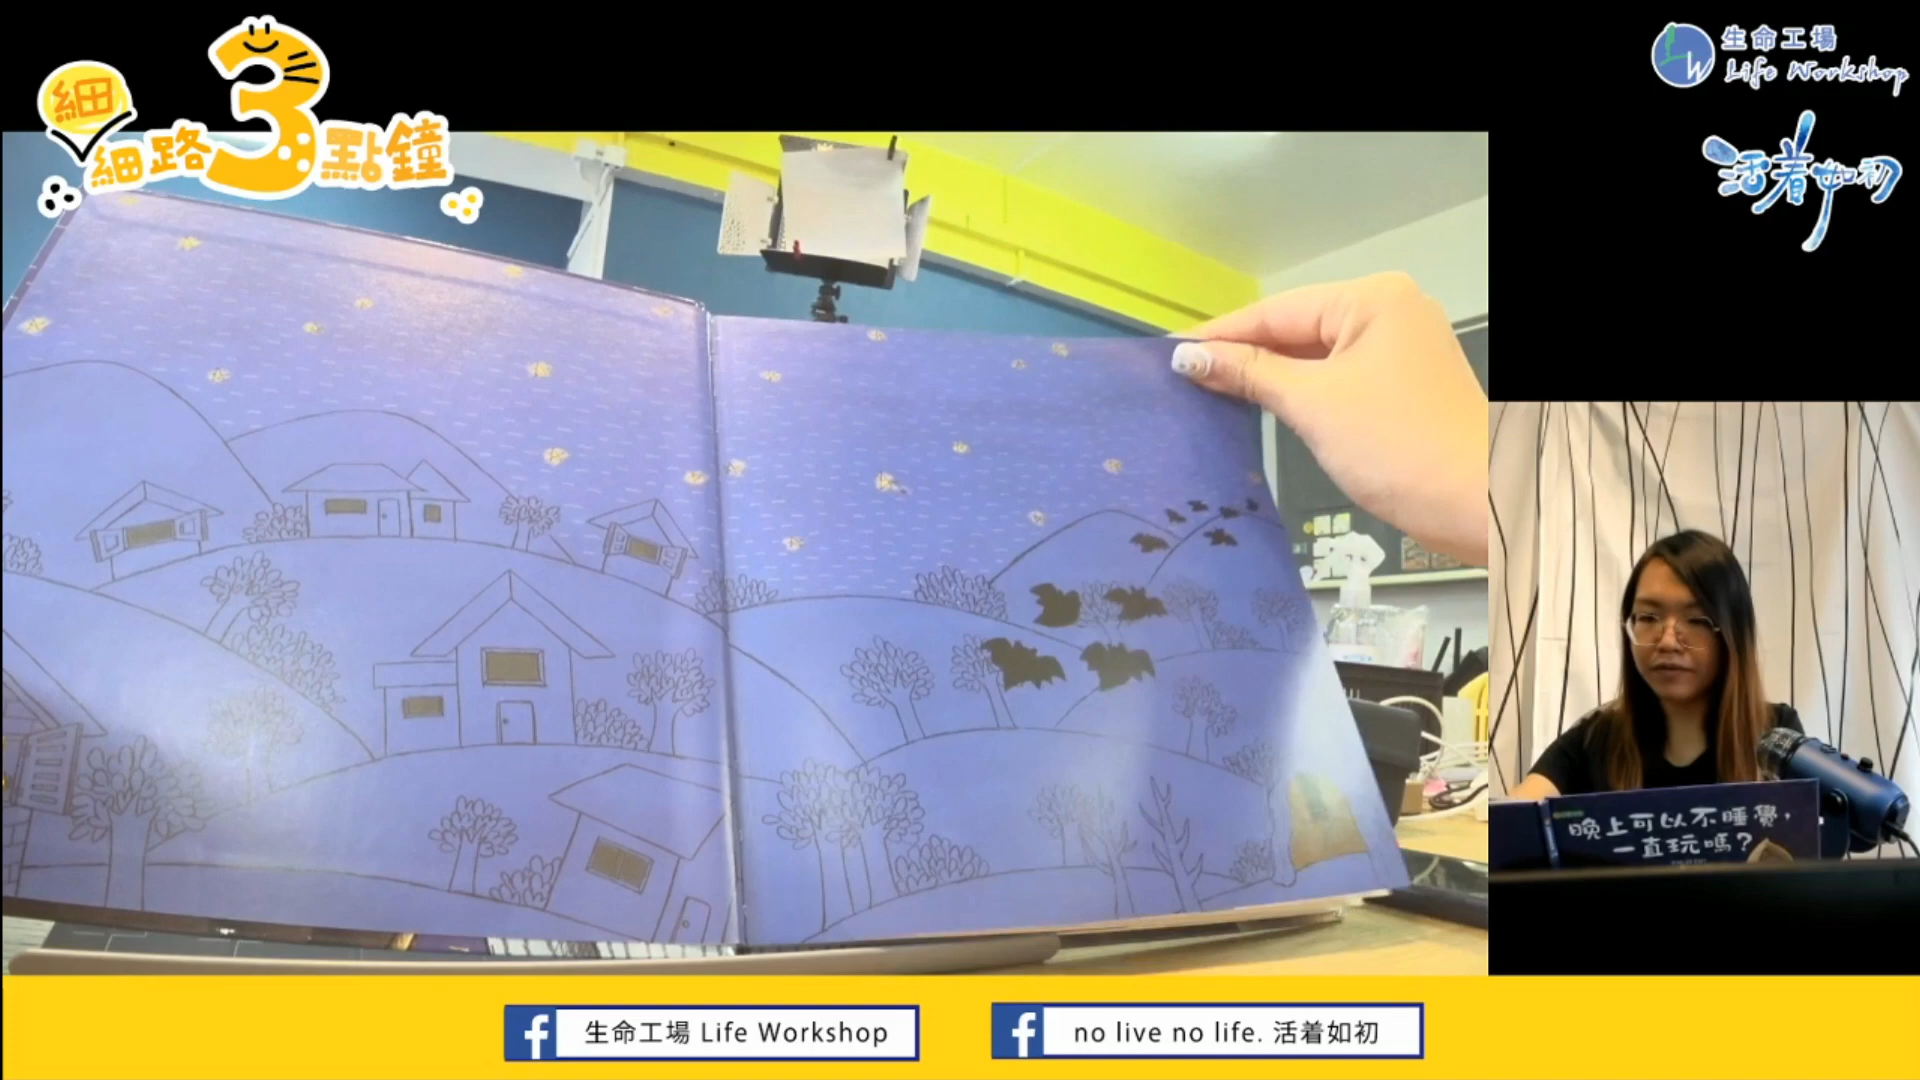 細
細路3點鐘
生命工場
Life Workshop
活着如初
晚上可以不睡覺，
一直玩嗎？
生命工場 Life Workshop
no live no life. 活着如初